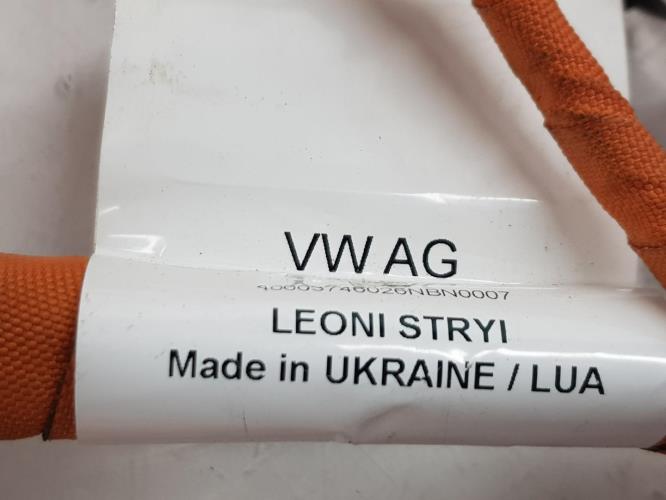 VW AG
LEONI STRYI
Made in UKRAINE / LUA